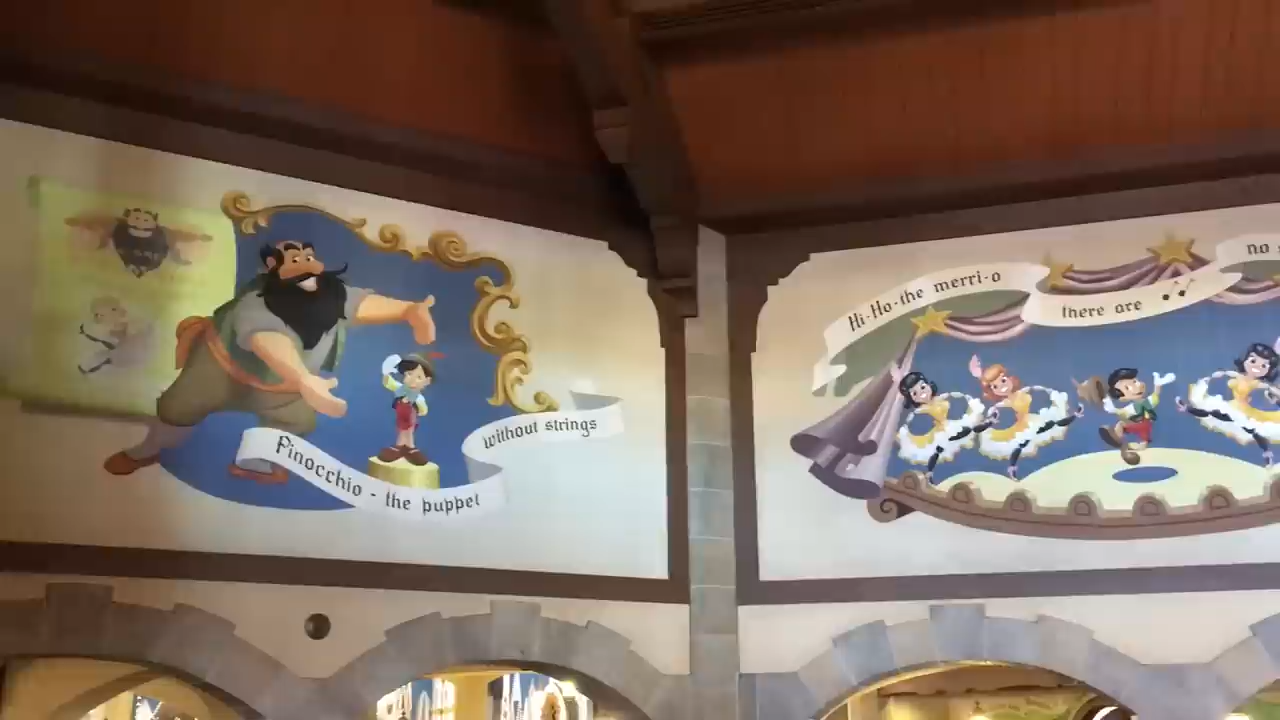 Pinocchio - the puppet
without strings
Hi-Ho-the merri-o
there are
no